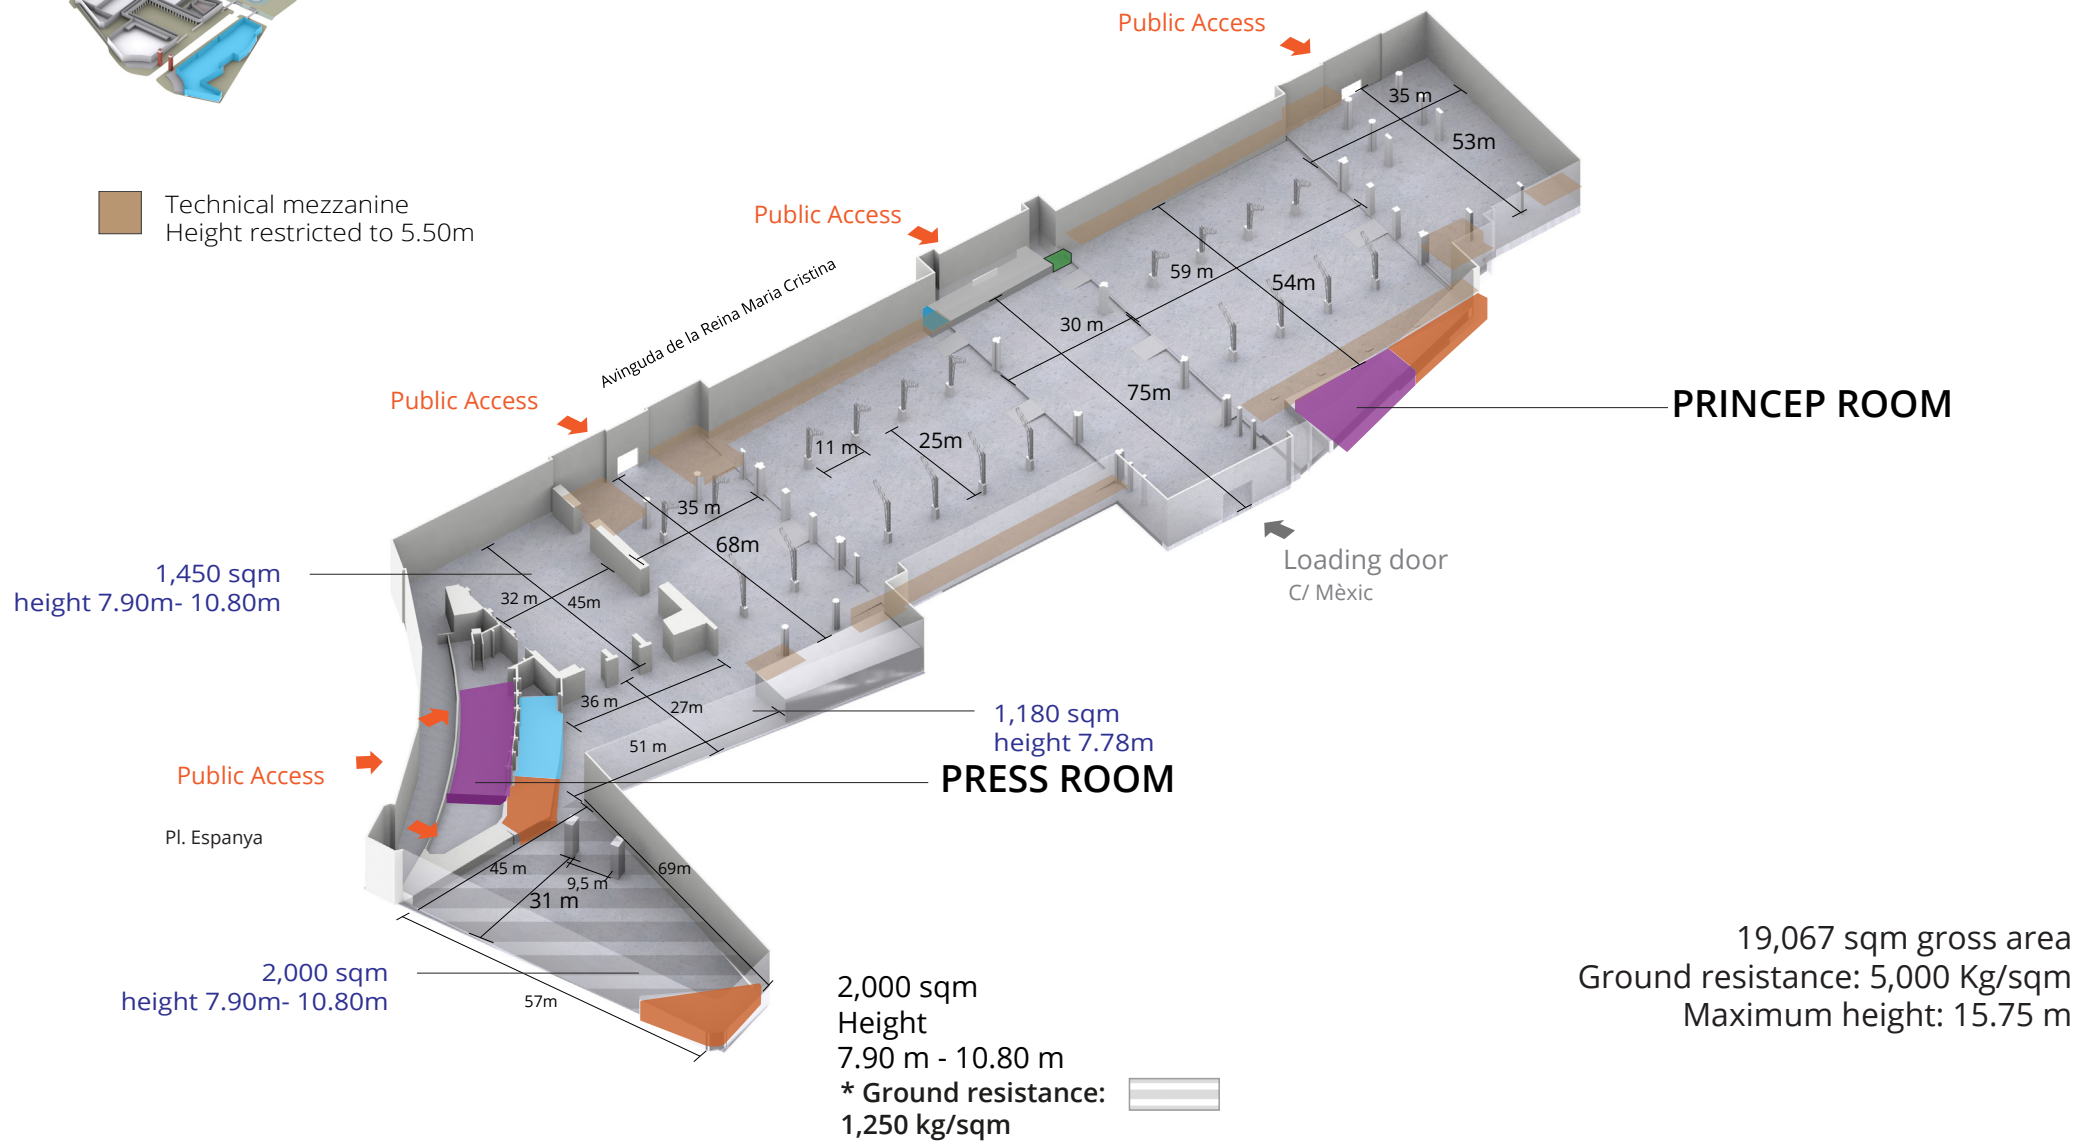 Public Access
35 m
53m
Technical mezzanine
Height restricted to 5.50m
Public Access
Avinguda de la Reina Maria Cristina
59 m
54m
30 m
75m
PRINCEP ROOM
Public Access
11 m
25m
35 m
68m
Loading door
C/ Mèxic
1,450 sqm
height 7.90m- 10.80m
32 m
45m
36 m
27m
51 m
1,180 sqm
height 7.78m
PRESS ROOM
Public Access
Pl. Espanya
45 m
9,5 m
69m
31 m
2,000 sqm
height 7.90m- 10.80m
57m
2,000 sqm
Height
7.90 m - 10.80 m
* Ground resistance:
1,250 kg/sqm
19,067 sqm gross area
Ground resistance: 5,000 Kg/sqm
Maximum height: 15.75 m